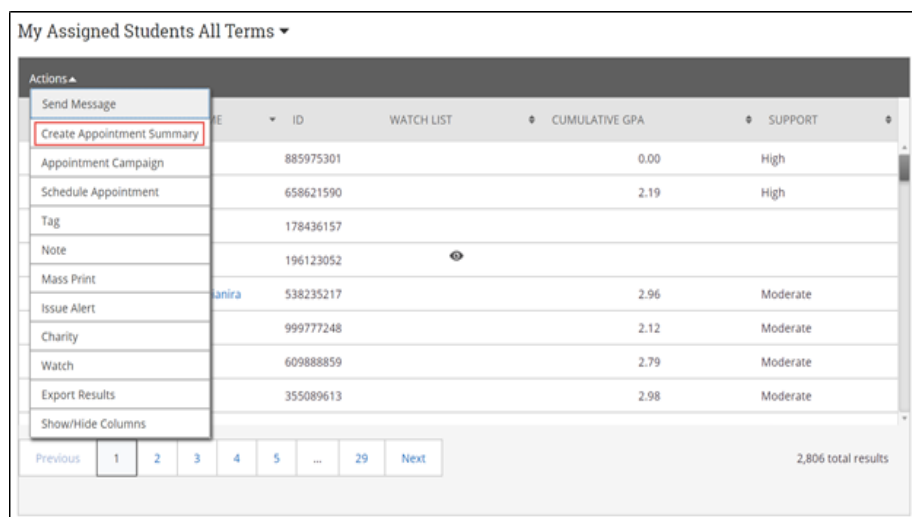 My Assigned Students All Terms
Actions
Send Message
Create Appointment Summary
Appointment Campaign
Schedule Appointment
Tag
Note
Mass Print
Issue Alert
Charity
Watch
Export Results
Show/Hide Columns
ME ID WATCH LIST CUMULATIVE GPA SUPPORT
885975301 0.00 High
658621590 2.19 High
178436157
196123052
ianira 538235217 2.96 Moderate
999777248 2.12 Moderate
609888859 2.79 Moderate
355089613 2.98 Moderate
Previous 1 2 3 4 5 ... 29 Next 2,806 total results